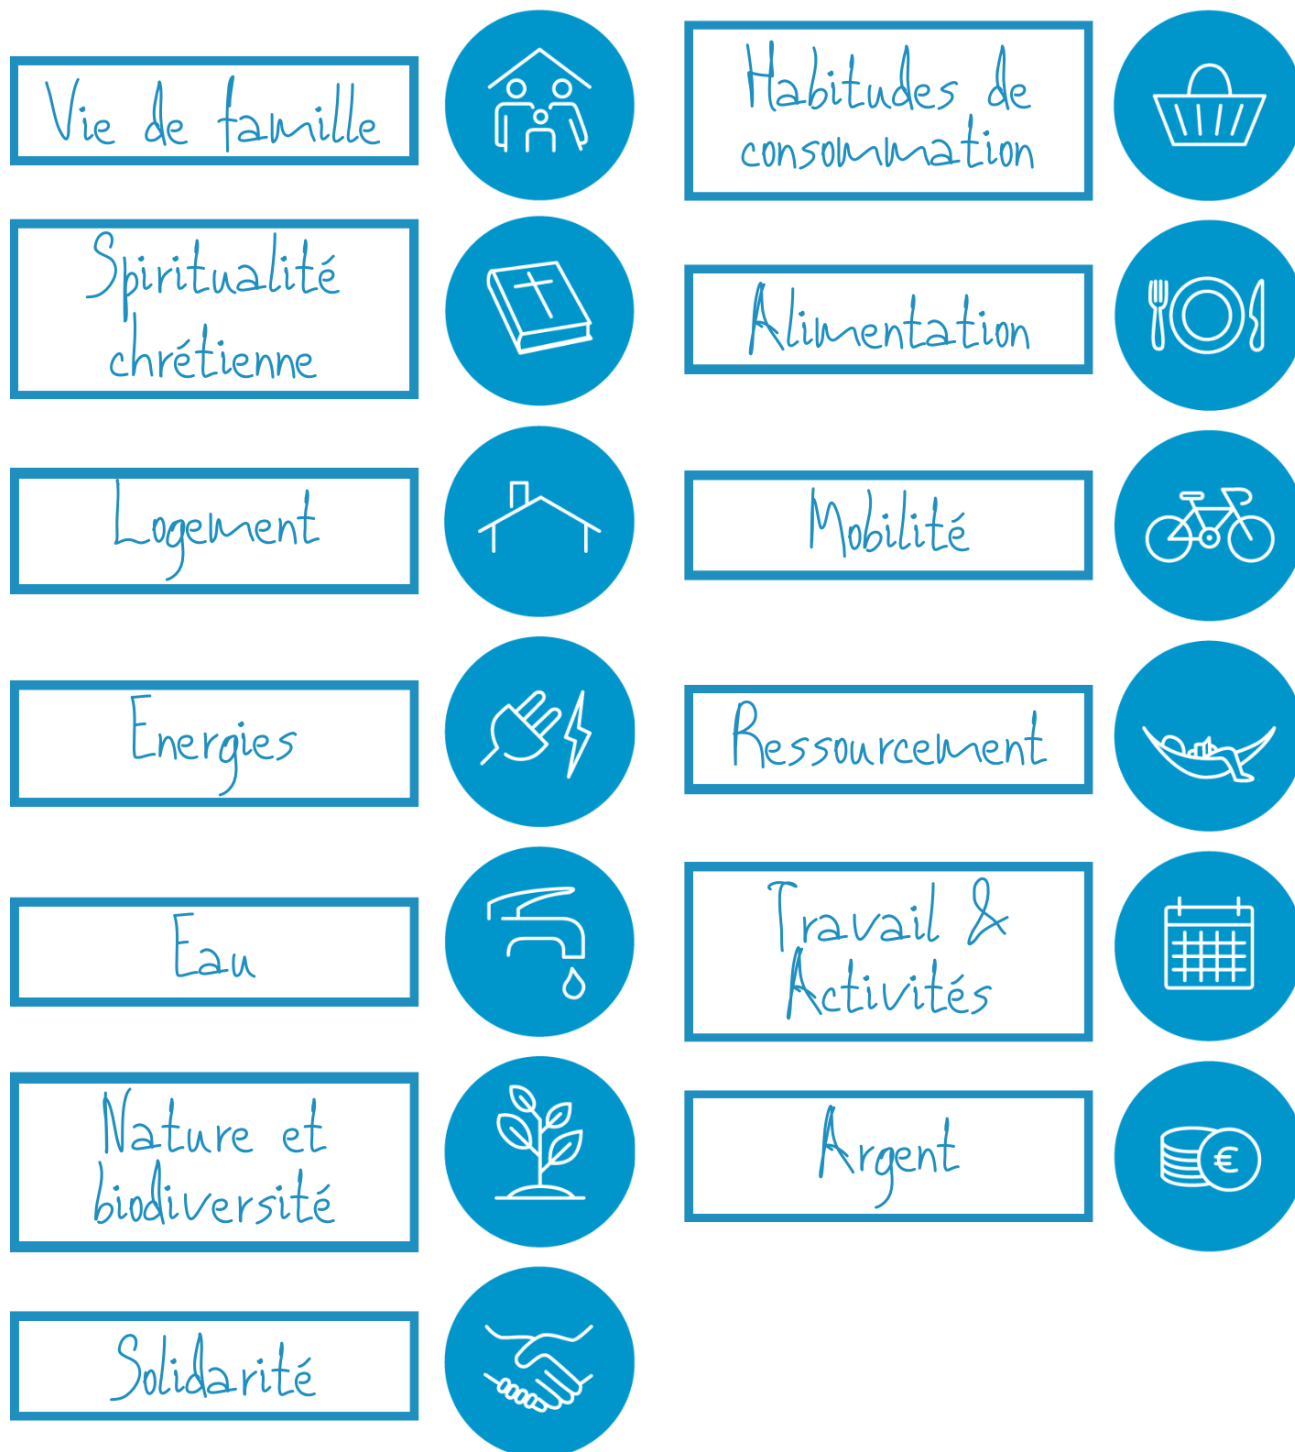 Vie de famille
Spiritualité
chrétienne
Logement
Energies
Eau
Nature et
biodiversité
Solidarité
Habitudes de
consommation
Alimentation
Mobilité
Ressourcement
Travail &
Activités
Argent
€